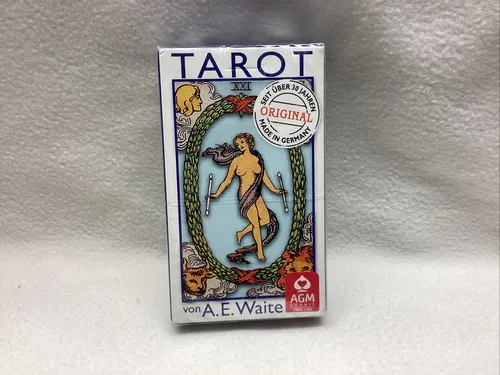 TAROT
XXI
SEIT ÜBER 30 JAHREN
ORIGINAL
MADE IN GERMANY
von A.E. Waite
AGM